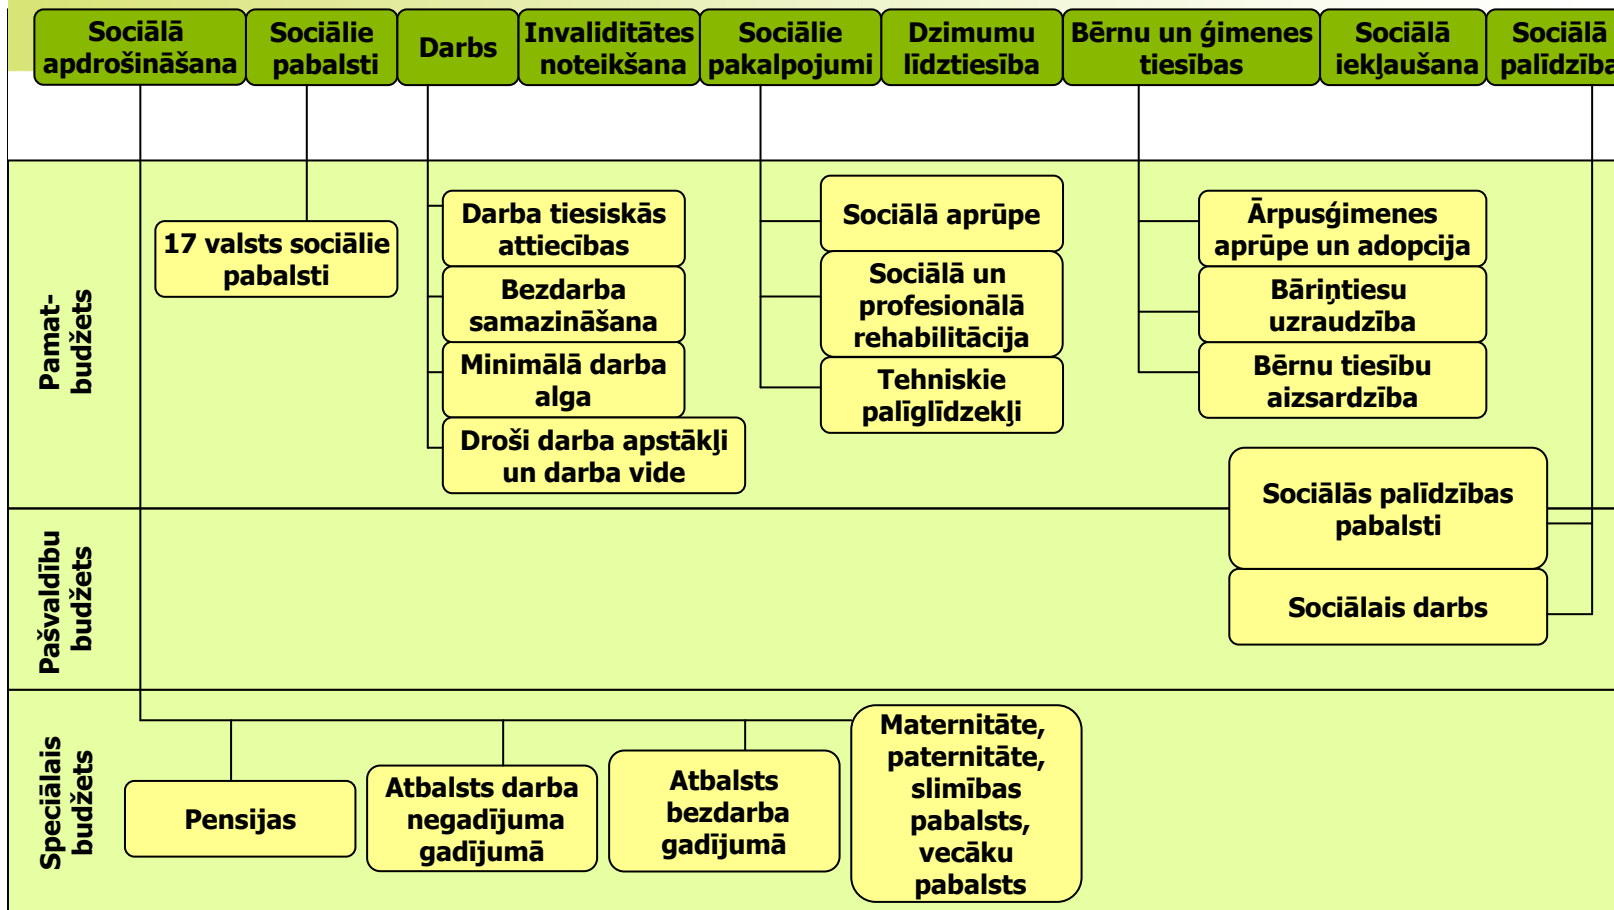 Sociālā
apdrošināšana
Sociālie
pabalsti
Darbs
Invaliditātes
noteikšana
Sociālie
pakalpojumi
Dzimumu
līdztiesība
Bērnu un ģimenes
tiesības
Sociālā
iekļaušana
Sociālā
palīdzība
Pamat-
budžets
17 valsts sociālie
pabalsti
Darba tiesiskās
attiecības
Bezdarba
samazināšana
Minimālā darba
alga
Droši darba apstākļi
un darba vide
Sociālā aprūpe
Sociālā un
profesionālā
rehabilitācija
Tehniskie
palīglīdzekļi
Ārpusģimenes
aprūpe un adopcija
Bāriņtiesu
uzraudzība
Bērnu tiesību
aizsardzība
Sociālās palīdzības
pabalsti
Pašvaldību
budžets
Sociālais darbs
Speciālais
budžets
Pensijas
Atbalsts darba
negadījuma
gadījumā
Atbalsts
bezdarba
gadījumā
Maternitāte,
paternitāte,
slimības
pabalsts,
vecāku
pabalsts